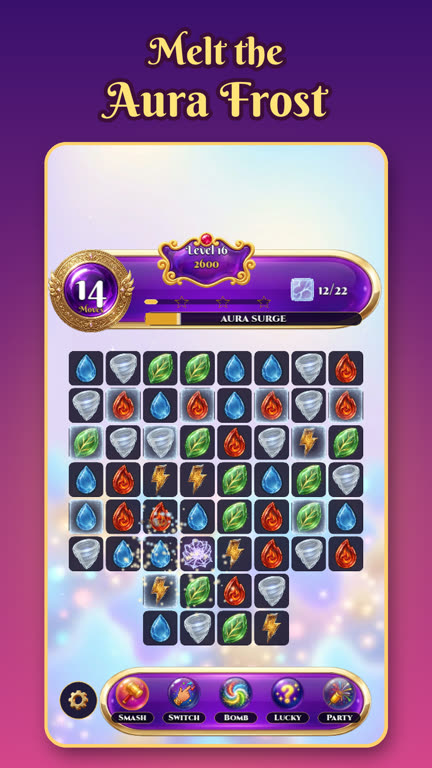 Melt the
Aura Frost
Level 16
2600
14
Moves
12/22
AURA SURGE
?
SMASH
SWITCH
BOMB
LUCKY
PARTY